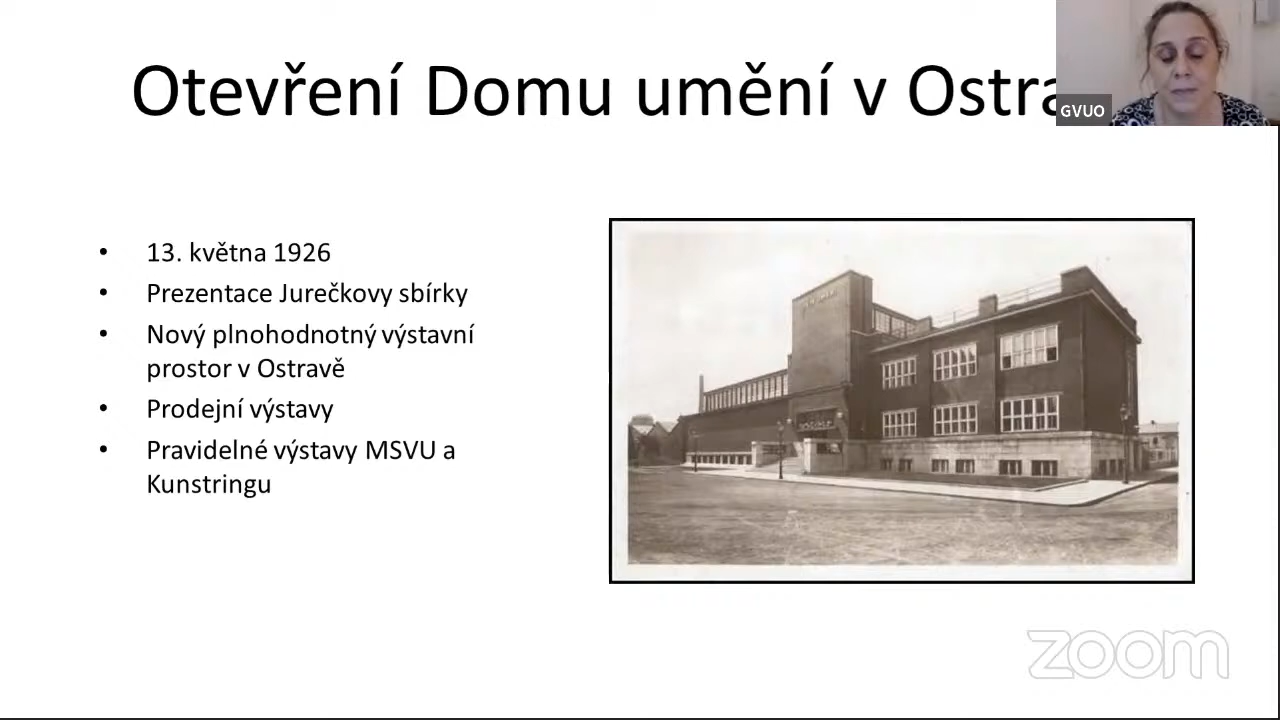 Otevření Domu umění v Ostra
GVUO
• 13. května 1926
• Prezentace Jurečkovy sbírky
• Nový plnohodnotný výstavní
prostor v Ostravě
• Prodejní výstavy
• Pravidelné výstavy MSVU a
Kunstringu
zoom